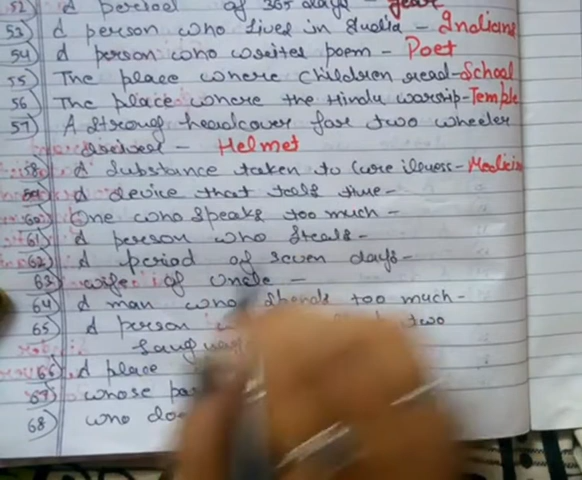 52) A period of 365 days - Year
53) A person who lives in India - Indians
54) A person who writes poem - Poet
55) The place where children read - School
56) The place where the Hindu worship - Temple
57) A strong headcover for two wheeler
- Helmet
58) A substance taken to cure illness - Medicin
59) A device that tells time -
60) One who speaks too much -
61) A person who steals -
62) A period of seven days -
63) wife of Uncle -
64) A man who too much -
65) A person two
66) A place
67) whose
68) who